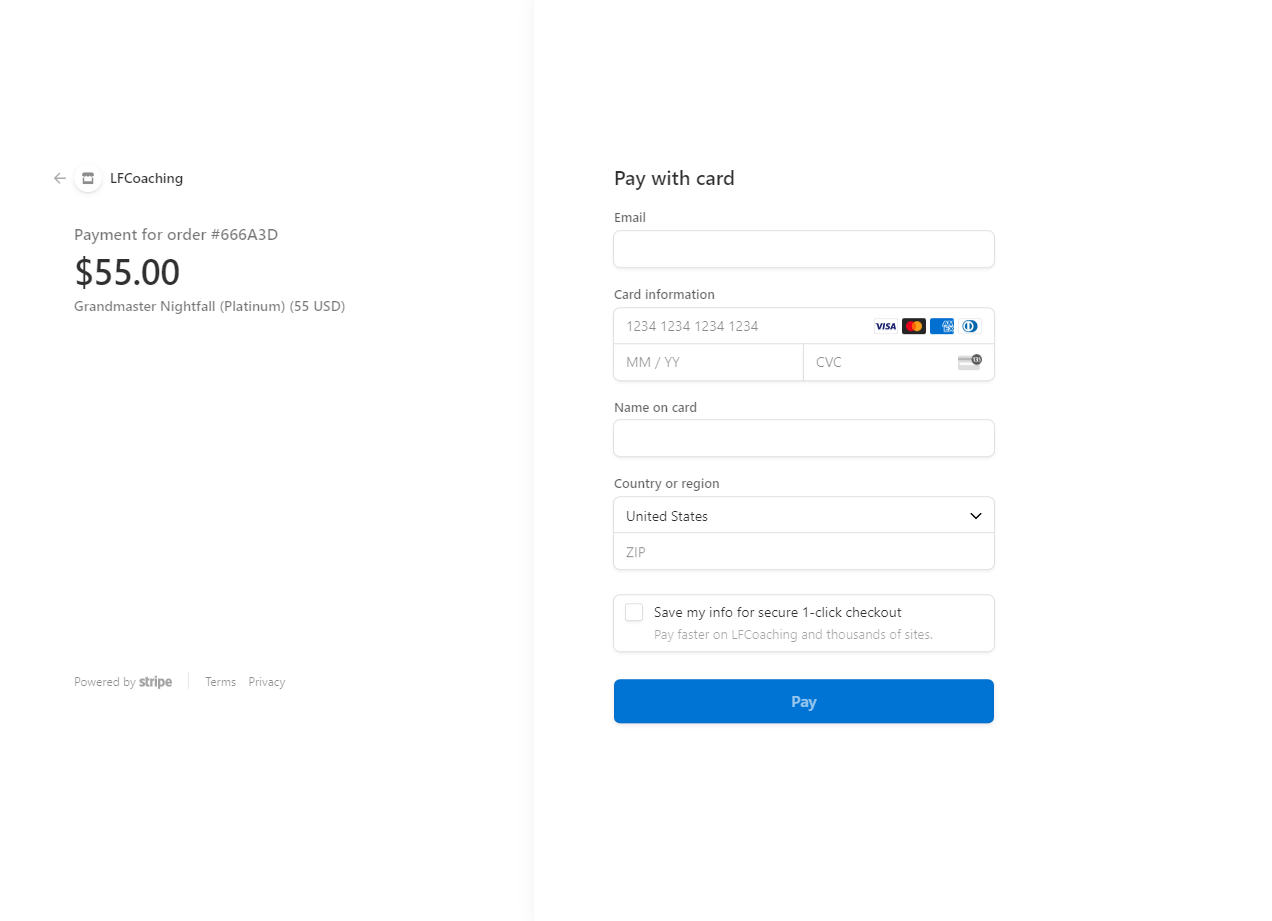 LFCoaching
Payment for order #666A3D
$55.00
Grandmaster Nightfall (Platinum) (55 USD)
Powered by stripe
Terms
Privacy
Pay with card
Email
Card information
1234 1234 1234 1234
VISA
AM
EX
MM / YY
CVC
135
Name on card
Country or region
United States
ZIP
Save my info for secure 1-click checkout
Pay faster on LFCoaching and thousands of sites.
Pay